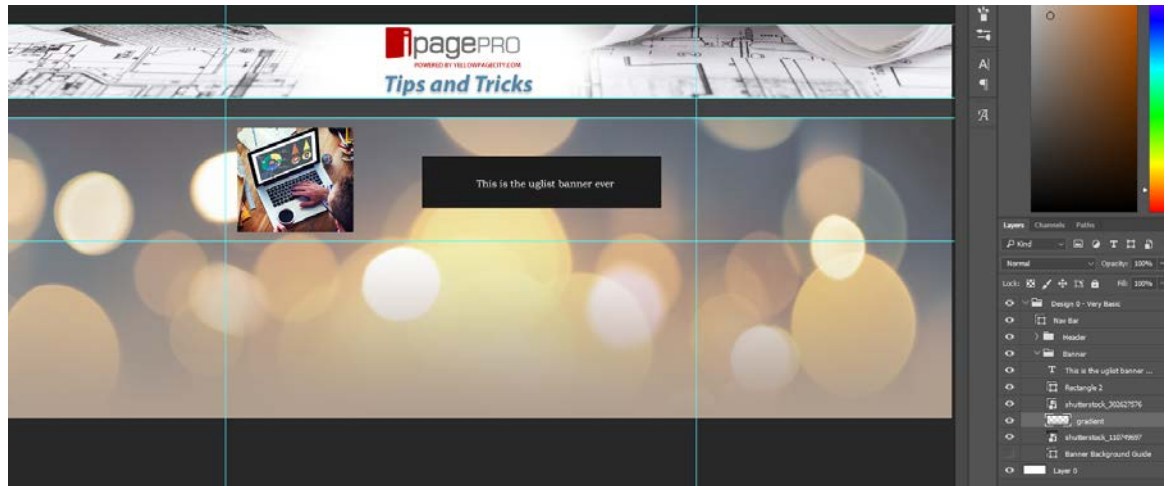 ipagePRO
POWERED BY YELLOWPAGECITY.COM
Tips and Tricks
This is the uglist banner ever
Layers Channels Paths
Kind
Normal Opacity: 100%
Lock: Fill: 100%
Design 0 - Very Basic
Nav Bar
Header
Banner
This is the uglist banner ...
Rectangle 2
shutterstock_302627576
gradient
shutterstock_110749697
Banner Background Guide
Layer 0